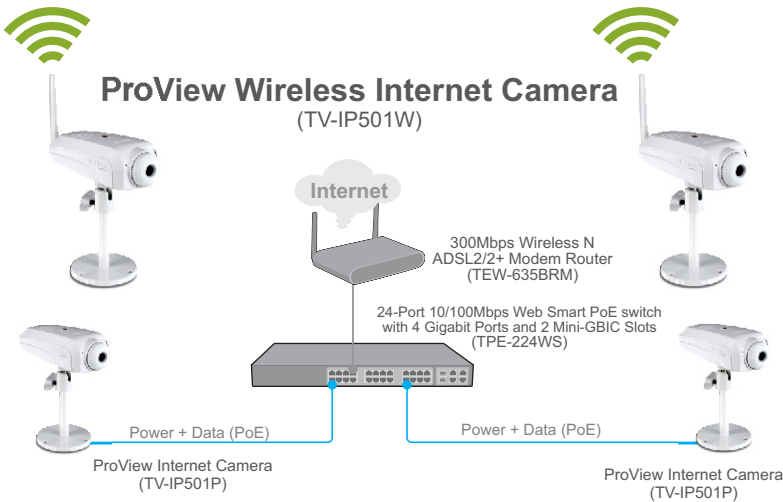 ProView Wireless Internet Camera
(TV-IP501W)
Internet
300Mbps Wireless N
ADSL2/2+ Modem Router
(TEW-635BRM)
24-Port 10/100Mbps Web Smart PoE switch
with 4 Gigabit Ports and 2 Mini-GBIC Slots
(TPE-224WS)
Power + Data (PoE)
Power + Data (PoE)
ProView Internet Camera
(TV-IP501P)
ProView Internet Camera
(TV-IP501P)